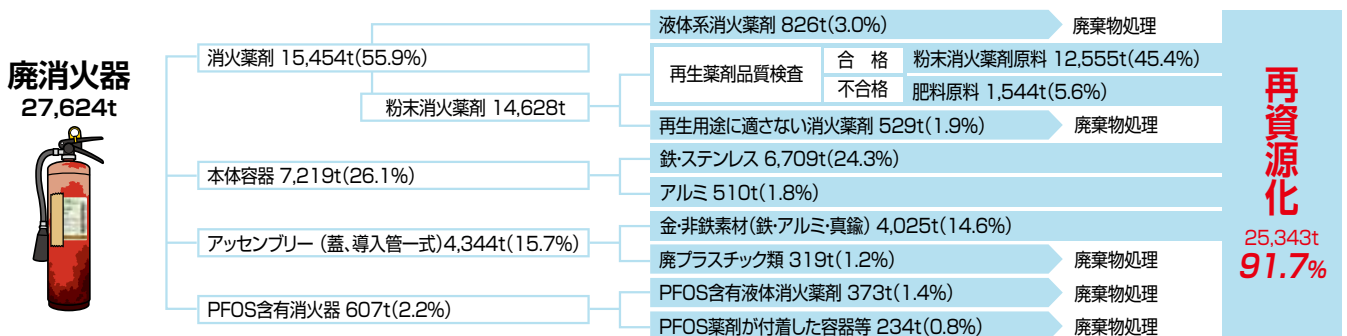 廃消火器
27,624t
消火薬剤 15,454t(55.9%)
粉末消火薬剤 14,628t
液体系消火薬剤 826t(3.0%)
廃棄物処理
再生薬剤品質検査
合 格
粉末消火薬剤原料 12,555t(45.4%)
不合格
肥料原料 1,544t(5.6%)
再生用途に適さない消火薬剤 529t(1.9%)
廃棄物処理
本体容器 7,219t(26.1%)
鉄・ステンレス 6,709t(24.3%)
アルミ 510t(1.8%)
アッセンブリー（蓋、導入管一式）4,344t(15.7%)
金・非鉄素材（鉄・アルミ・真鍮） 4,025t(14.6%)
廃プラスチック類 319t(1.2%)
廃棄物処理
PFOS含有消火器 607t(2.2%)
PFOS含有液体消火薬剤 373t(1.4%)
廃棄物処理
PFOS薬剤が付着した容器等 234t(0.8%)
廃棄物処理
再資源化
25,343t
91.7%